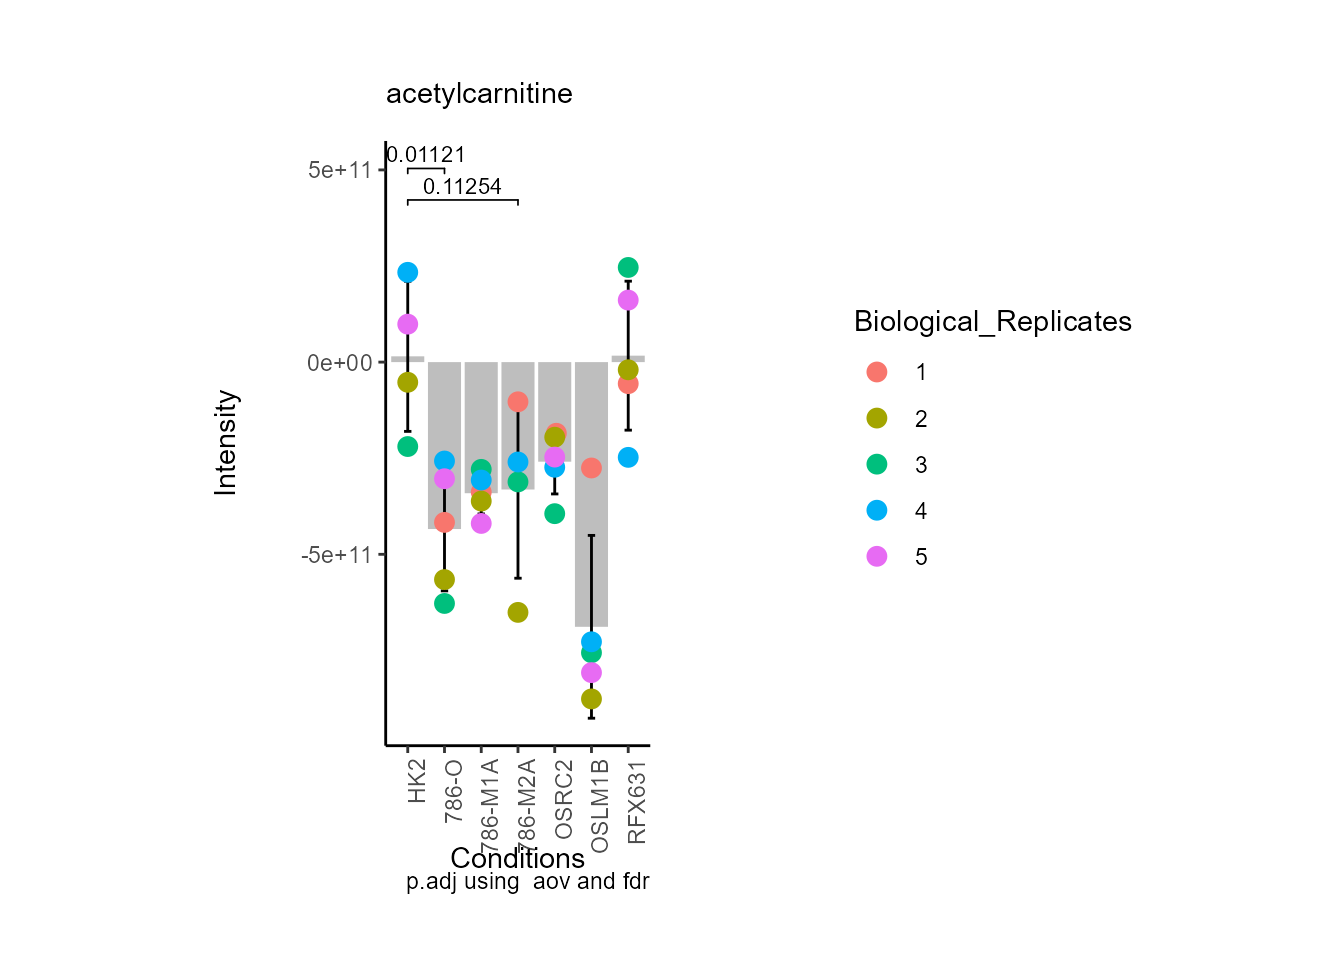 acetylcarnitine
0.01121
0.11254
5e+11
0e+00
-5e+11
Intensity
HK2
786-O
786-M1A
786-M2A
OSRC2
OSLM1B
RFX631
Conditions
p.adj using  aov and fdr
Biological_Replicates
1
2
3
4
5